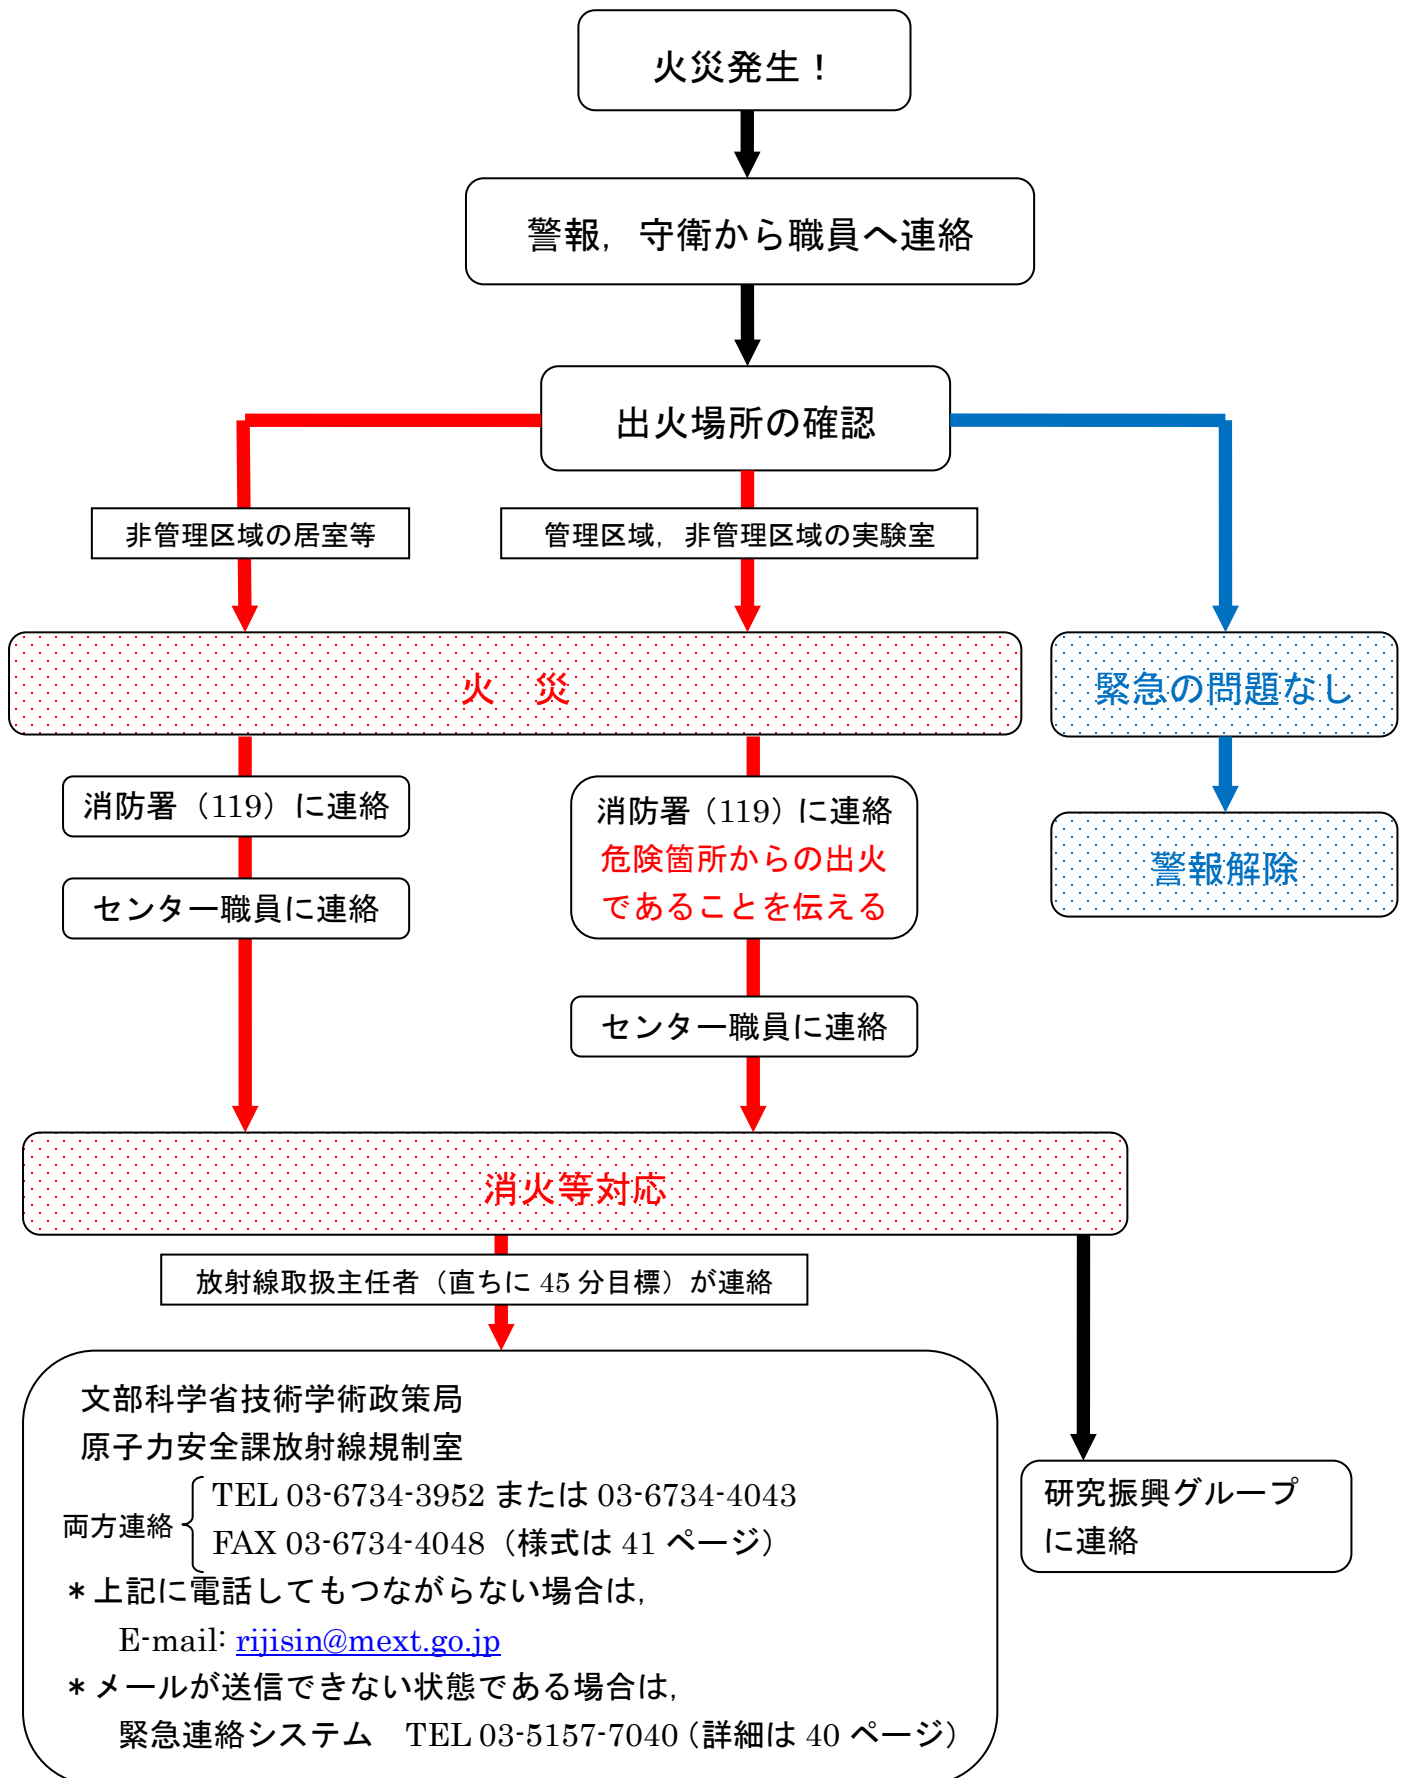 火災発生！
警報，守衛から職員へ連絡
出火場所の確認
非管理区域の居室等
管理区域，非管理区域の実験室
火　災
緊急の問題なし
消防署（119）に連絡
センター職員に連絡
消防署（119）に連絡
危険箇所からの出火
であることを伝える
センター職員に連絡
警報解除
消火等対応
放射線取扱主任者（直ちに 45 分目標）が連絡
文部科学省技術学術政策局
原子力安全課放射線規制室
両方連絡
TEL 03-6734-3952 または 03-6734-4043
FAX 03-6734-4048（様式は 41 ページ）
＊上記に電話してもつながらない場合は，
E-mail: rijisin@mext.go.jp
＊メールが送信できない状態である場合は，
緊急連絡システム　TEL 03-5157-7040（詳細は 40 ページ）
研究振興グループ
に連絡